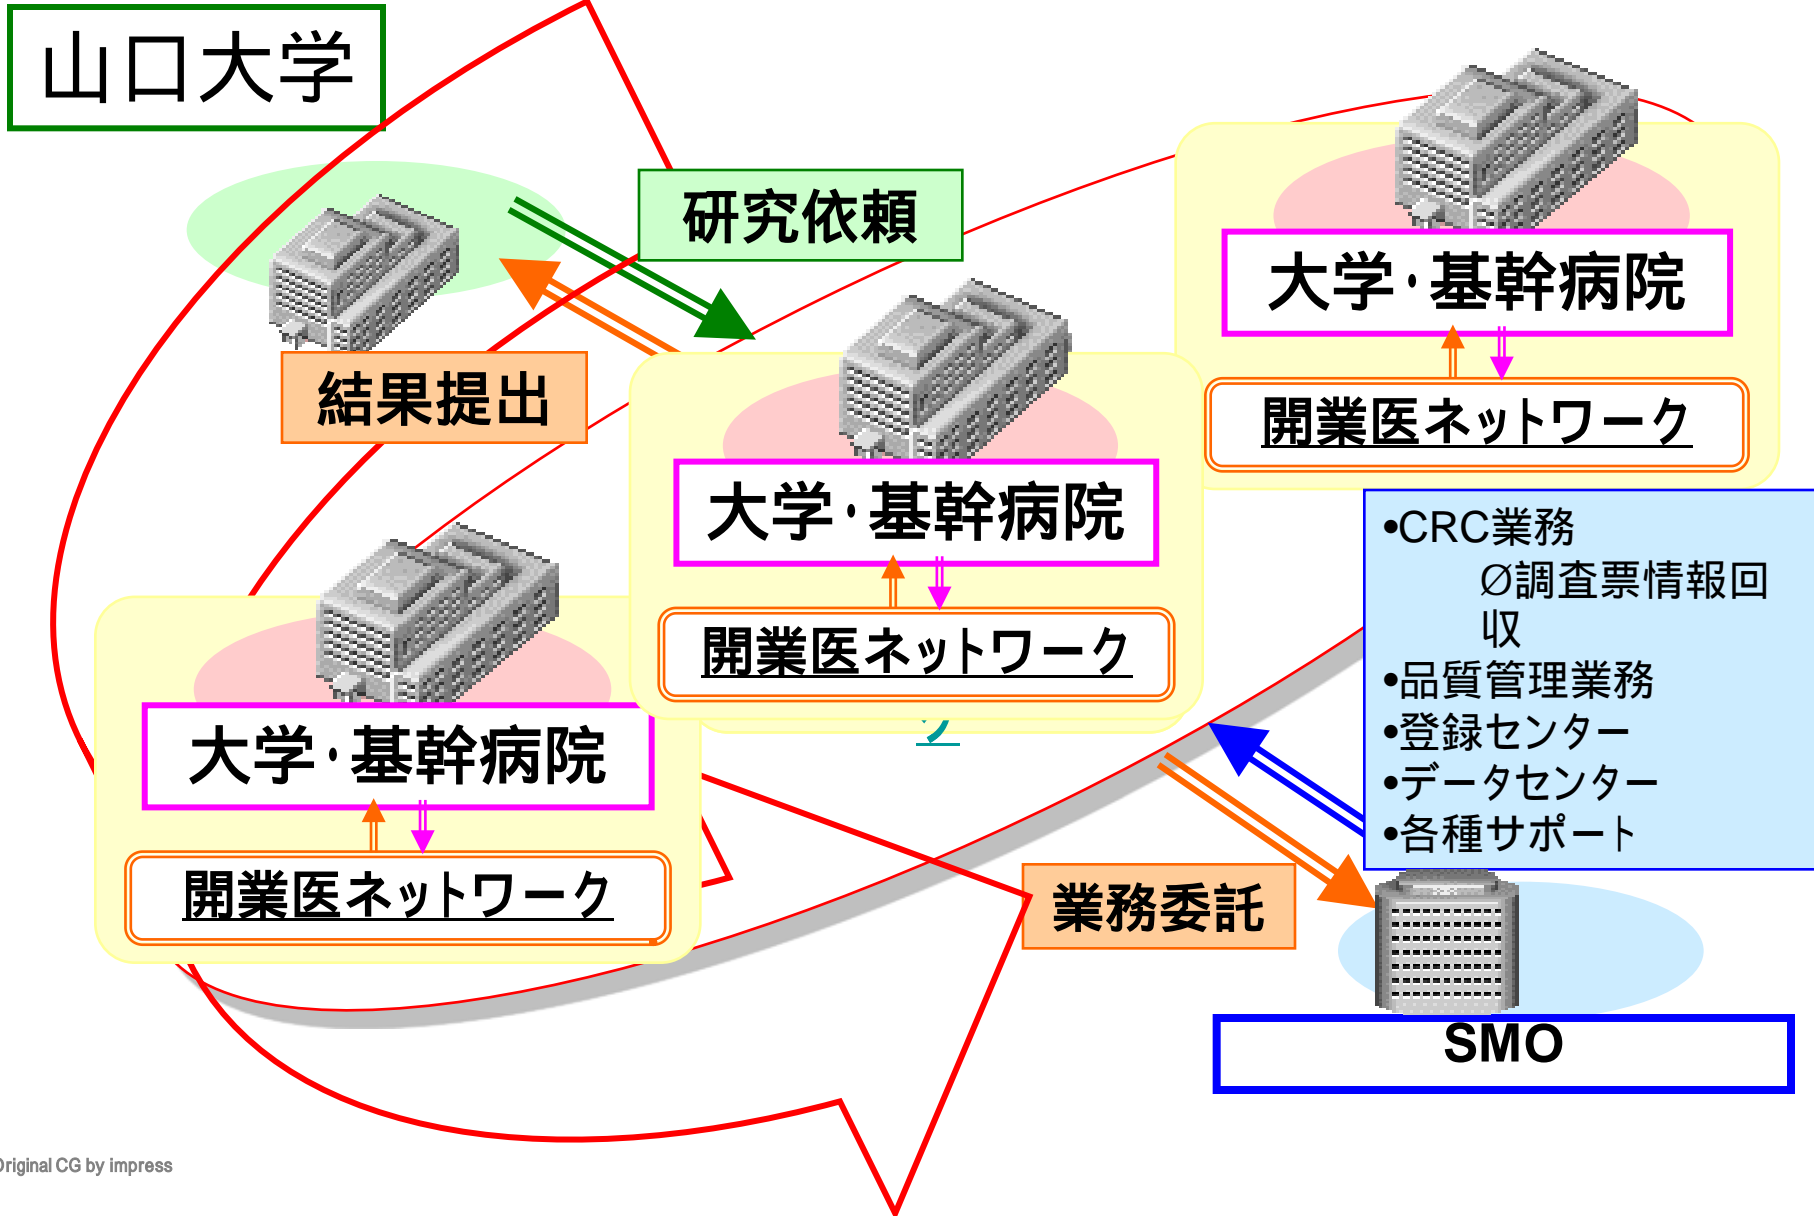 山口大学
研究依頼
結果提出
大学・基幹病院
開業医ネットワーク
大学・基幹病院
開業医ネットワーク
大学・基幹病院
開業医ネットワーク
•CRC業務
Ø調査票情報回
収
•品質管理業務
•登録センター
•データセンター
•各種サポート
業務委託
SMO
Original CG by impress